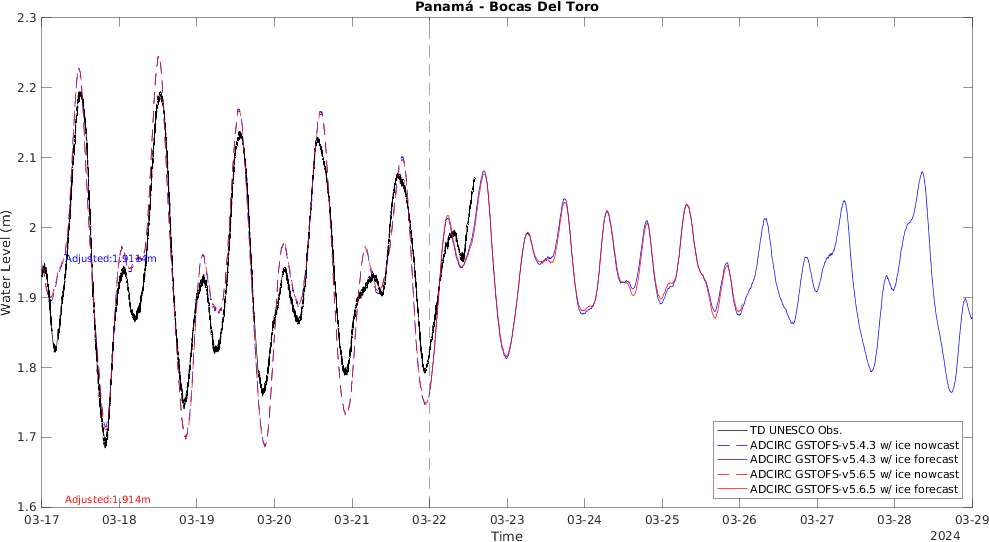 Panamá - Bocas Del Toro
2.3
2.2
2.1
2
1.9
1.8
1.7
1.6
Water Level (m)
Adjusted:1.911m
Adjusted:1.914m
TD UNESCO Obs.
ADCIRC GSTOFS-v5.4.3 w/ ice nowcast
ADCIRC GSTOFS-v5.4.3 w/ ice forecast
ADCIRC GSTOFS-v5.6.5 w/ ice nowcast
ADCIRC GSTOFS-v5.6.5 w/ ice forecast
03-17 03-18 03-19 03-20 03-21 03-22 03-23 03-24 03-25 03-26 03-27 03-28 03-29
Time
2024